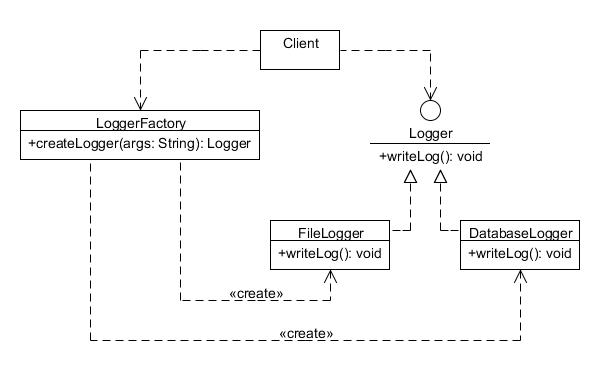 Client
LoggerFactory
+createLogger(args: String): Logger
Logger
+writeLog(): void
FileLogger
+writeLog(): void
DatabaseLogger
+writeLog(): void
«create»
«create»